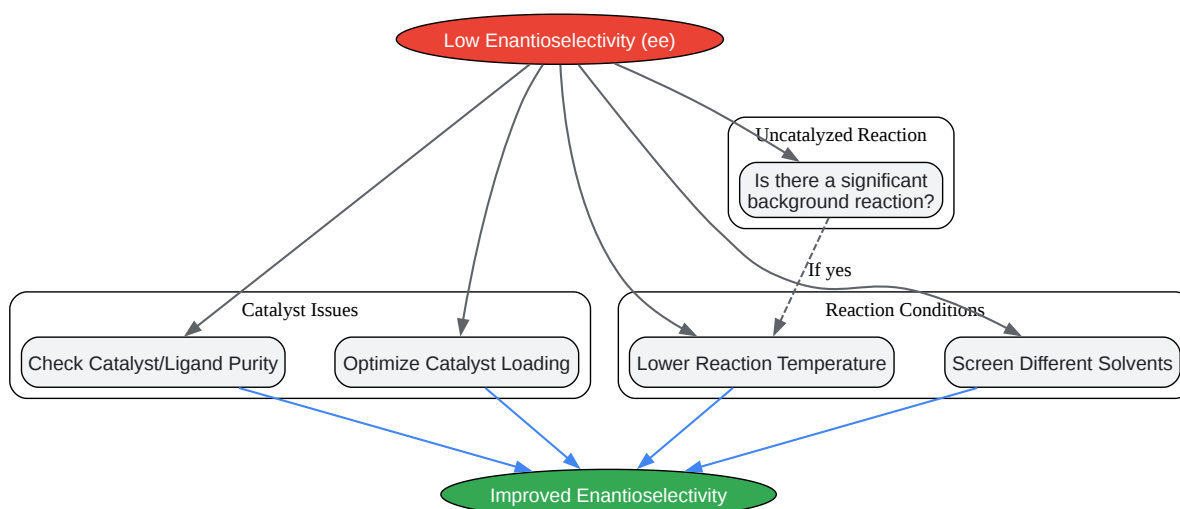 Low Enantioselectivity (ee)
Uncatalyzed Reaction
Is there a significant
background reaction?
If yes
Catalyst Issues
Reaction Conditions
Check Catalyst/Ligand Purity
Optimize Catalyst Loading
Lower Reaction Temperature
Screen Different Solvents
Improved Enantioselectivity